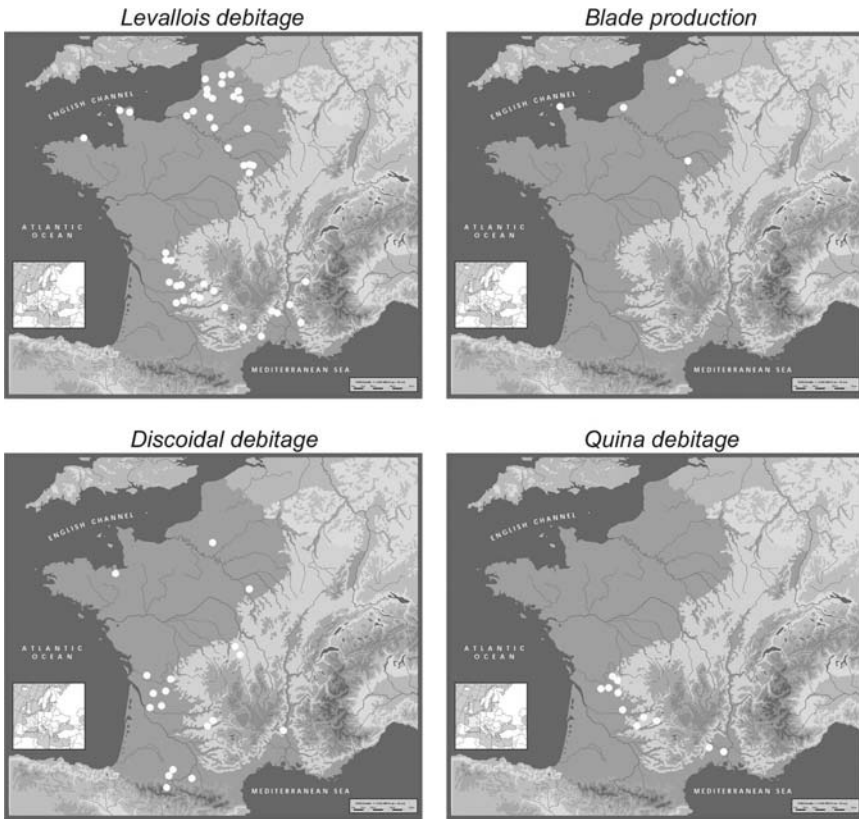 Levallois debitage
Blade production
ENGLISH CHANNEL
ATLANTIC
OCEAN
MEDITERRANEAN SEA
ENGLISH CHANNEL
ATLANTIC
OCEAN
MEDITERRANEAN SEA
Discoidal debitage
Quina debitage
ENGLISH CHANNEL
ATLANTIC
OCEAN
MEDITERRANEAN SEA
ENGLISH CHANNEL
ATLANTIC
OCEAN
MEDITERRANEAN SEA